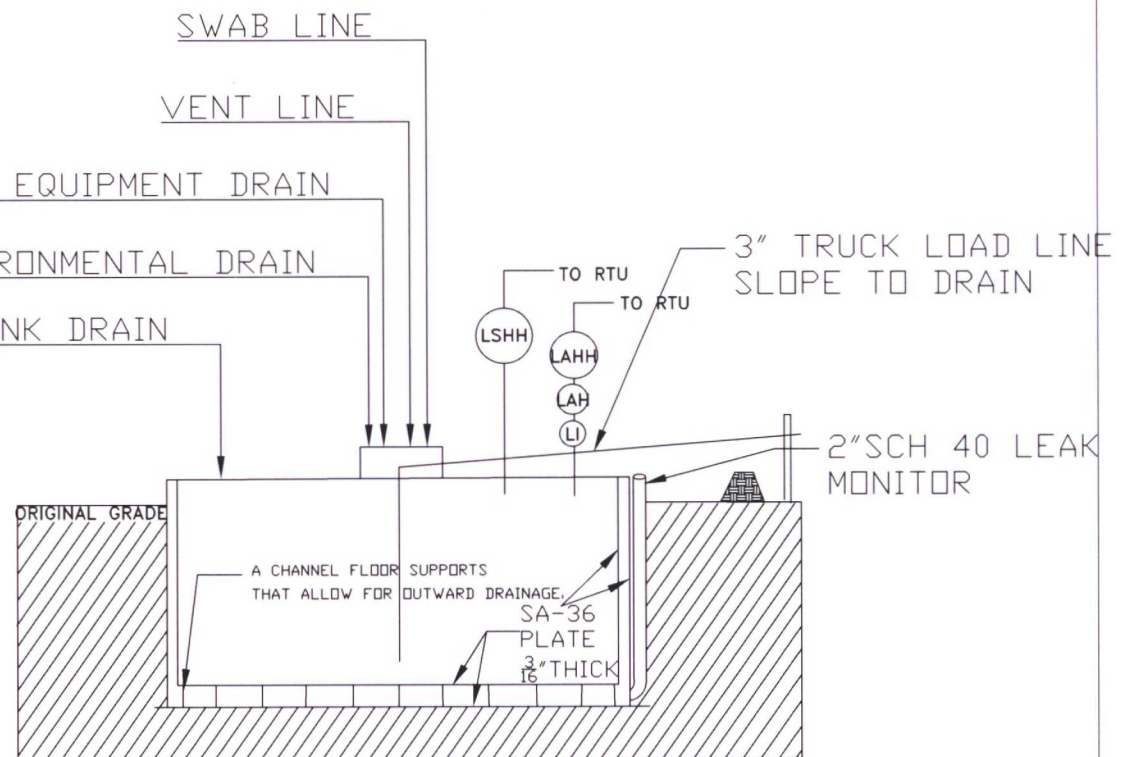 SWAB LINE
VENT LINE
EQUIPMENT DRAIN
RONMENTAL DRAIN
NK DRAIN
TO RTU
TO RTU
3" TRUCK LOAD LINE
SLOPE TO DRAIN
LSHH
LAHH
LAH
LI
2"SCH 40 LEAK
MONITOR
ORIGINAL GRADE
A CHANNEL FLOOR SUPPORTS
THAT ALLOW FOR OUTWARD DRAINAGE.
SA-36
PLATE
3/16"THICK